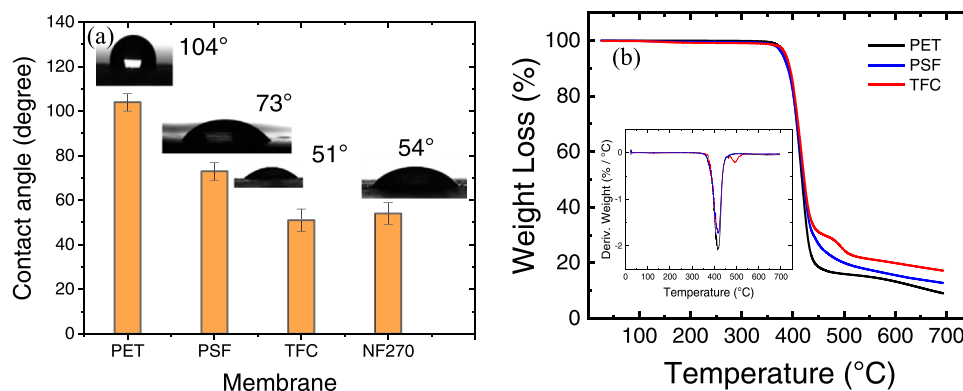 (a)
104°
73°
51°
54°
Contact angle (degree)
140
120
100
80
60
40
20
0
PET PSF TFC NF270
Membrane
(b)
PET
PSF
TFC
Weight Loss (%)
100
80
60
40
20
0
100 200 300 400 500 600 700
Temperature (°C)
Deriv. Weight (% / °C)
0
-1
-2
0 100 200 300 400 500 600 700
Temperature (°C)